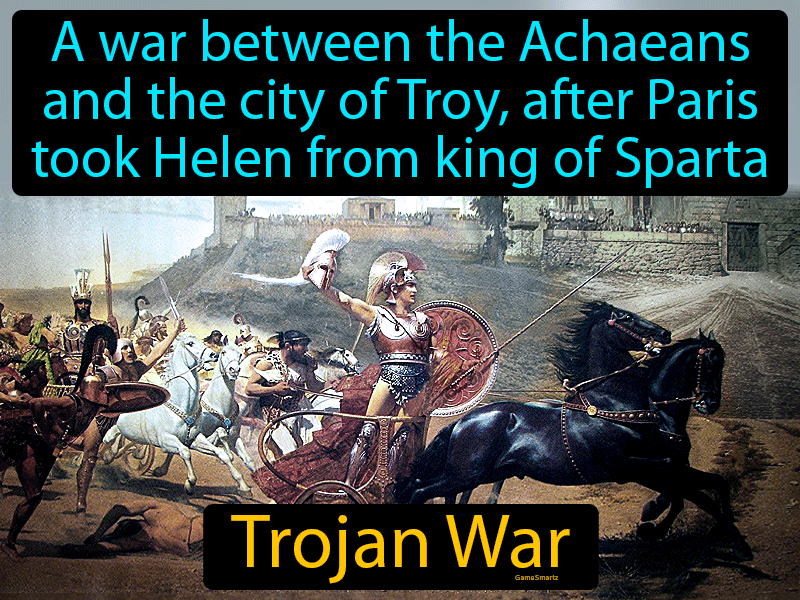 A war between the Achaeans
and the city of Troy, after Paris
took Helen from king of Sparta
Trojan War
GameSmartz